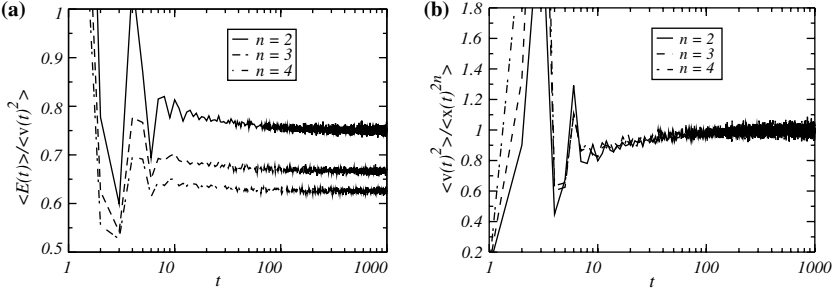 (a)
1
0.9
0.8
0.7
0.6
0.5
<E(t)>/<v(t)²>
n = 2
n = 3
n = 4
1 10 100 1000
t
(b)
1.8
1.6
1.4
1.2
1
0.8
0.6
0.4
0.2
<v(t)²>/<x(t)²ⁿ>
n = 2
n = 3
n = 4
1 10 100 1000
t